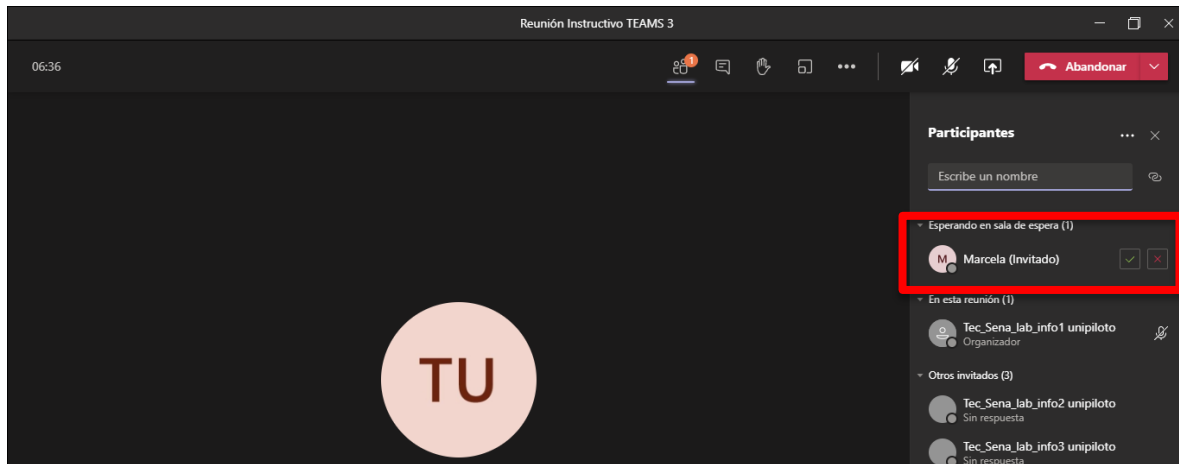 Reunión Instructivo TEAMS 3
06:36
1
Abandonar
Participantes
Escribe un nombre
Esperando en sala de espera (1)
M Marcela (Invitado)
En esta reunión (1)
Tec_Sena_lab_info1 unipiloto
Organizador
Otros invitados (3)
Tec_Sena_lab_info2 unipiloto
Sin respuesta
Tec_Sena_lab_info3 unipiloto
Sin respuesta
TU